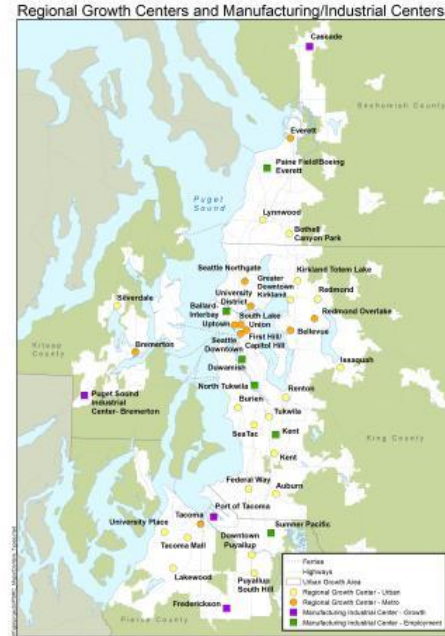 Regional Growth Centers and Manufacturing/Industrial Centers
Cascade
Snohomish County
Everett
Paine Field/Boeing
Everett
Puget
Sound
Lynnwood
Bothell
Canyon Park
Seattle Northgate
Kirkland Totem Lake
Greater
Downtown
Kirkland
University
District
Redmond
Silverdale
Ballard-
Interbay
South Lake
Union
Redmond Overlake
Uptown
First Hill/
Capitol Hill
Bellevue
Seattle
Downtown
Kitsap
County
Bremerton
Issaquah
Duwamish
North Tukwila
Puget Sound
Industrial
Center- Bremerton
Renton
Burien
Tukwila
SeaTac
Kent
King County
Kent
Federal Way
Auburn
Tacoma
Port of Tacoma
University Place
Sumner Pacific
Downtown
Puyallup
Tacoma Mall
Lakewood
Puyallup
South Hill
Frederickson
Pierce County
Ferries
Highways
Urban Growth Area
Regional Growth Center - Urban
Regional Growth Center - Metro
Manufacturing Industrial Center - Growth
Manufacturing Industrial Center - Employment